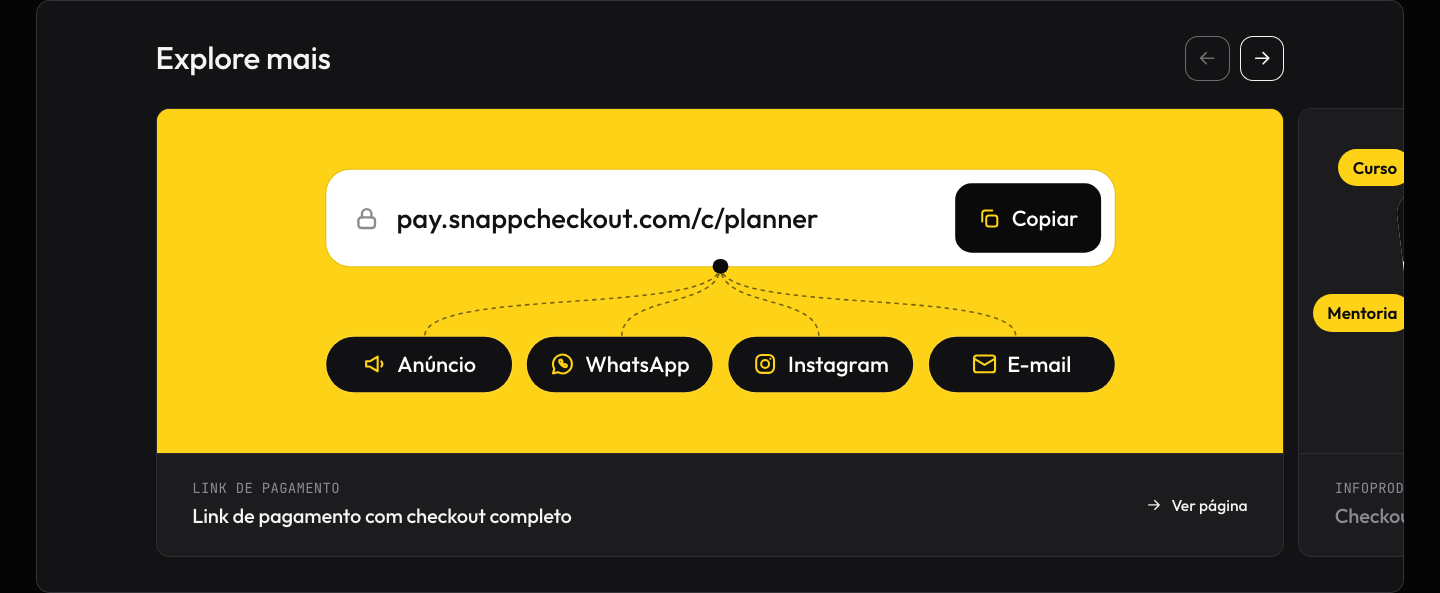 Explore mais
pay.snappcheckout.com/c/planner
Copiar
Anúncio
WhatsApp
Instagram
E-mail
LINK DE PAGAMENTO
Link de pagamento com checkout completo
Ver página
Curso
Mentoria